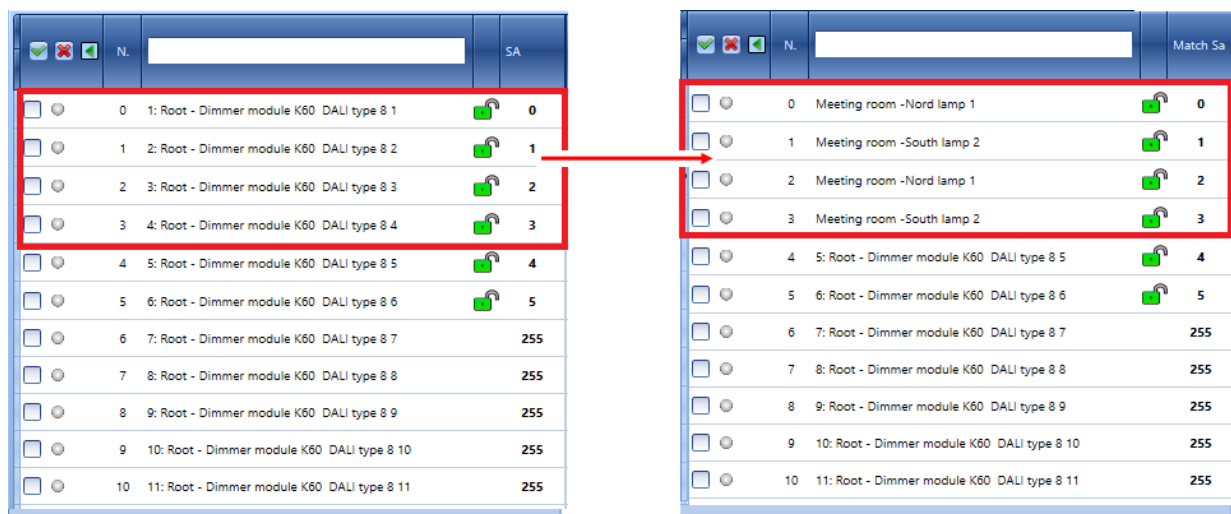 N. SA
0 1: Root - Dimmer module K60 DALI type 8 1 0
1 2: Root - Dimmer module K60 DALI type 8 2 1
2 3: Root - Dimmer module K60 DALI type 8 3 2
3 4: Root - Dimmer module K60 DALI type 8 4 3
4 5: Root - Dimmer module K60 DALI type 8 5 4
5 6: Root - Dimmer module K60 DALI type 8 6 5
6 7: Root - Dimmer module K60 DALI type 8 7 255
7 8: Root - Dimmer module K60 DALI type 8 8 255
8 9: Root - Dimmer module K60 DALI type 8 9 255
9 10: Root - Dimmer module K60 DALI type 8 10 255
10 11: Root - Dimmer module K60 DALI type 8 11 255
N. Match Sa
0 Meeting room -Nord lamp 1 0
1 Meeting room -South lamp 2 1
2 Meeting room -Nord lamp 1 2
3 Meeting room -South lamp 2 3
4 5: Root - Dimmer module K60 DALI type 8 5 4
5 6: Root - Dimmer module K60 DALI type 8 6 5
6 7: Root - Dimmer module K60 DALI type 8 7 255
7 8: Root - Dimmer module K60 DALI type 8 8 255
8 9: Root - Dimmer module K60 DALI type 8 9 255
9 10: Root - Dimmer module K60 DALI type 8 10 255
10 11: Root - Dimmer module K60 DALI type 8 11 255